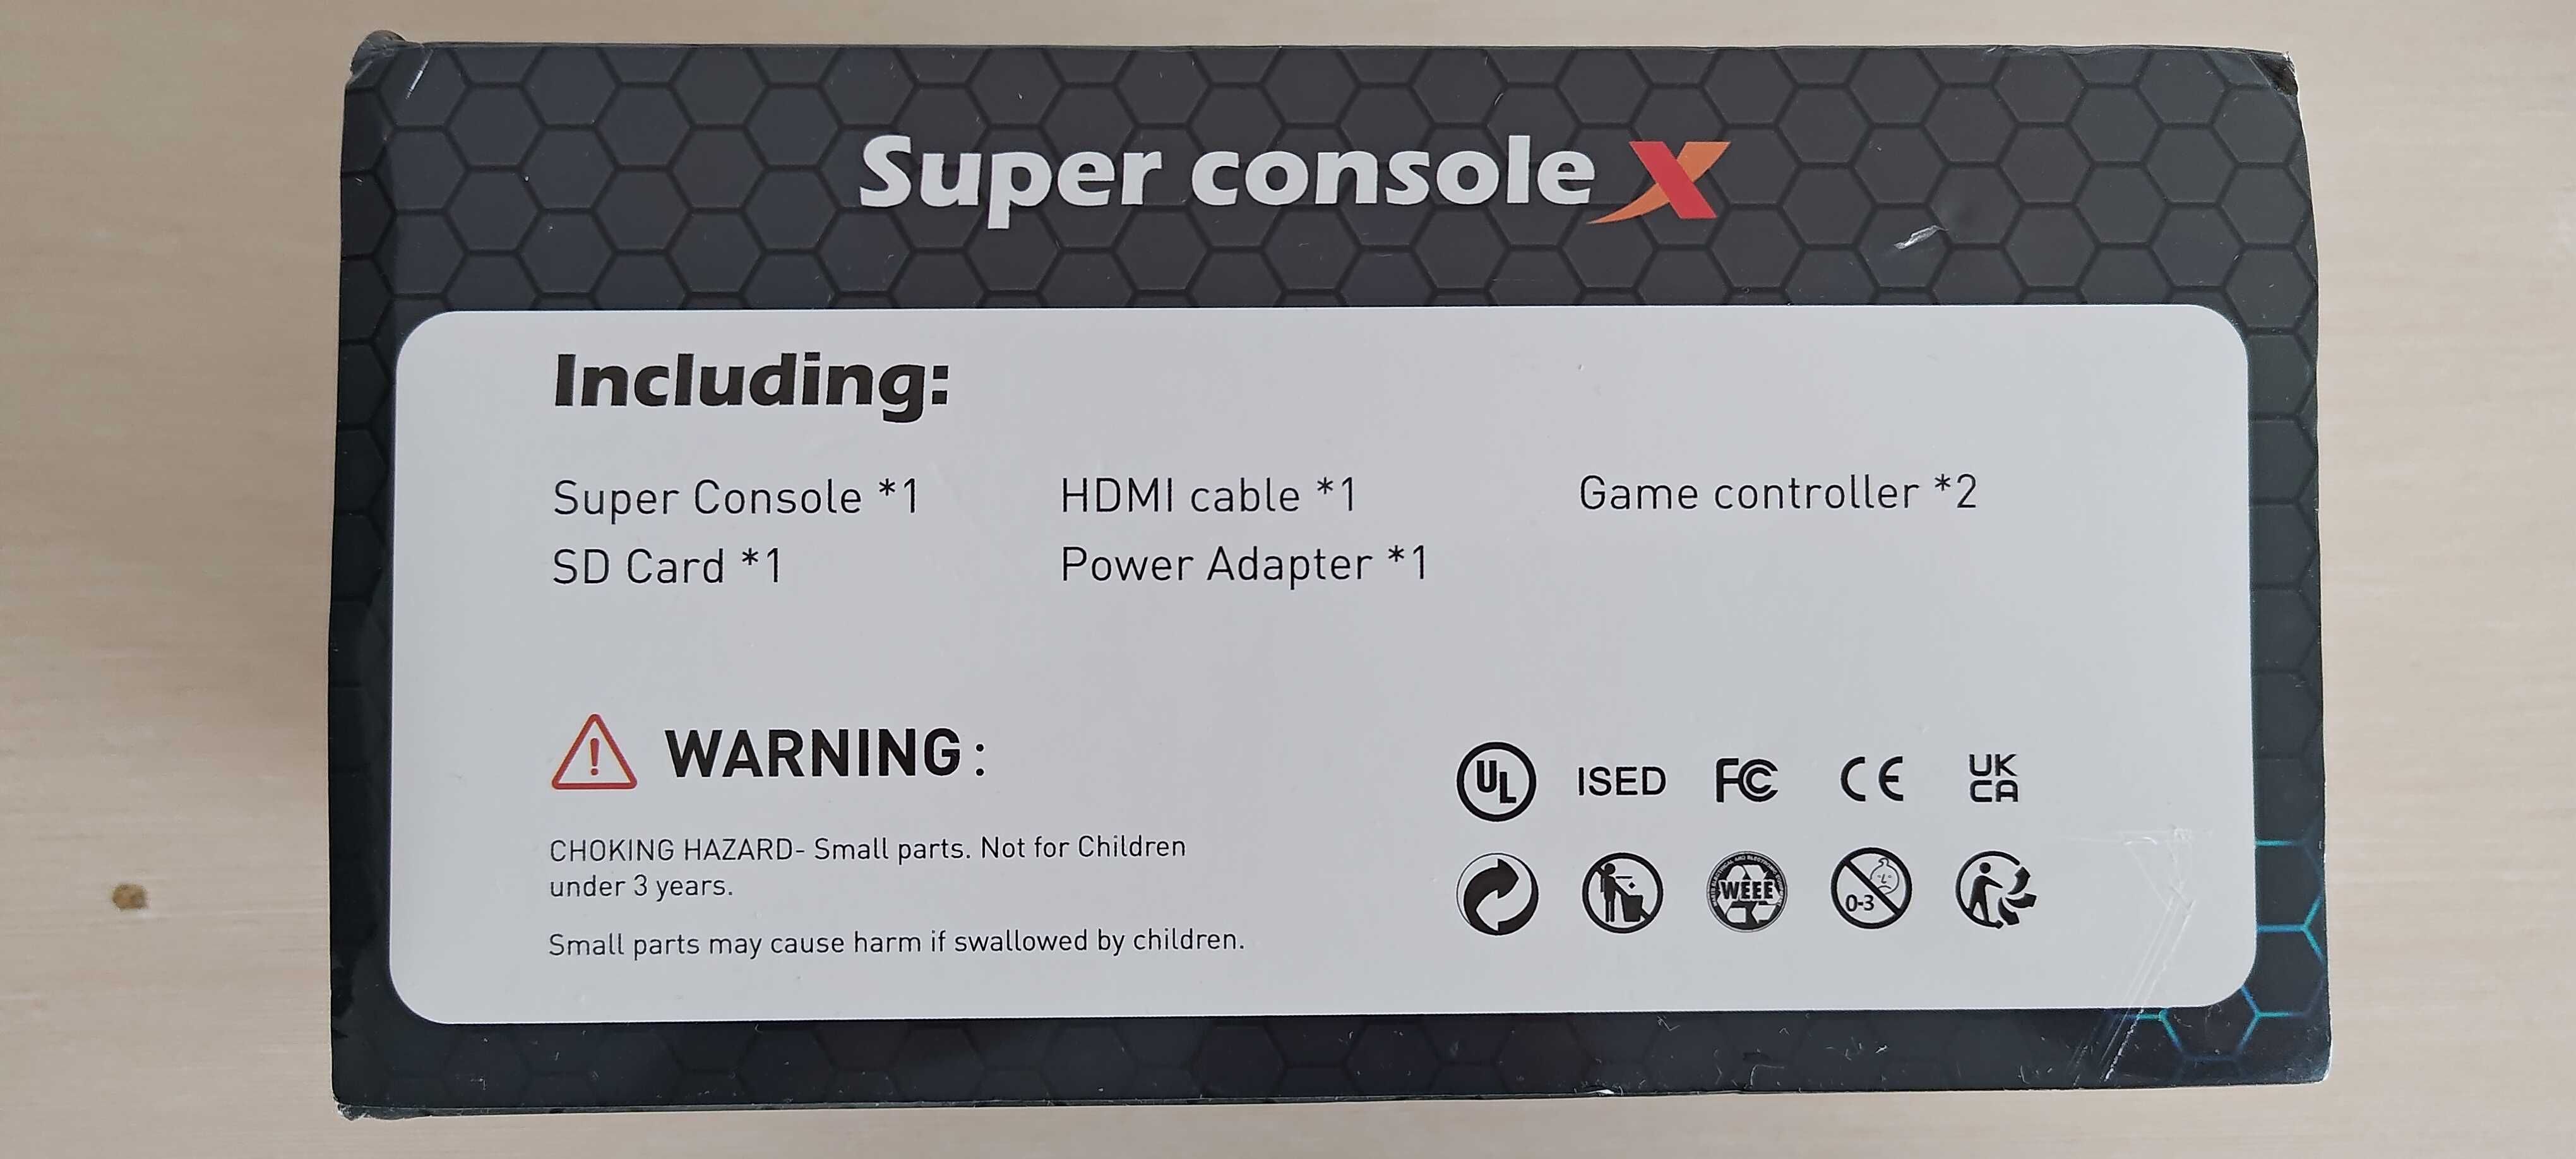 Super console X
Including:
Super Console *1
HDMI cable *1
Game controller *2
SD Card *1
Power Adapter *1
WARNING:
CHOKING HAZARD- Small parts. Not for Children
under 3 years.
Small parts may cause harm if swallowed by children.
UL ISED FC CE UK
CA
WEEE 0-3